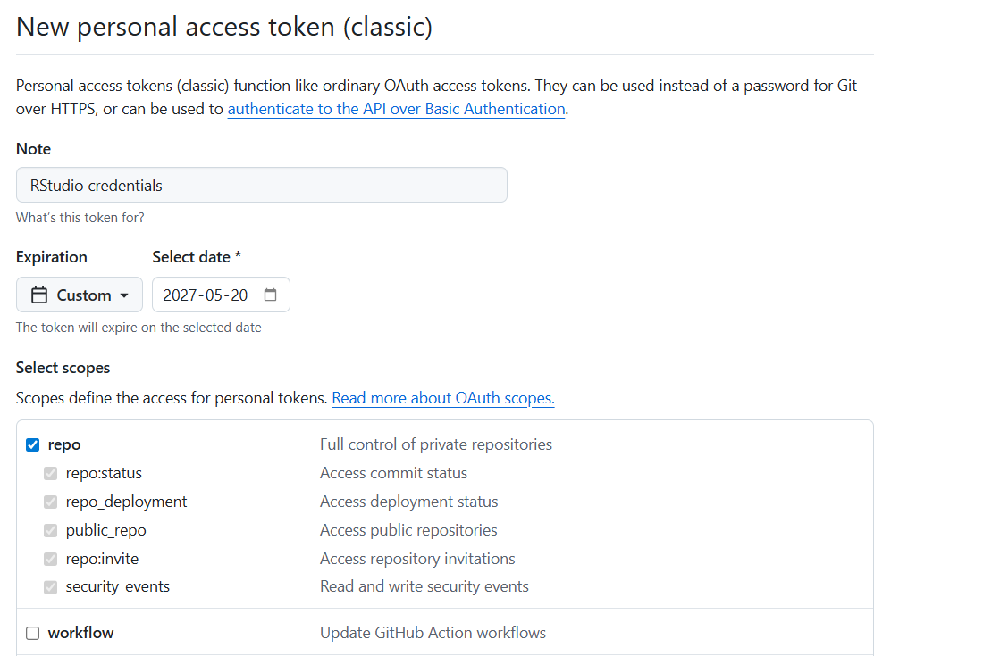 New personal access token (classic)
Personal access tokens (classic) function like ordinary OAuth access tokens. They can be used instead of a password for Git
over HTTPS, or can be used to authenticate to the API over Basic Authentication.
Note
RStudio credentials
What's this token for?
Expiration Select date *
Custom 2027-05-20
The token will expire on the selected date
Select scopes
Scopes define the access for personal tokens. Read more about OAuth scopes.
repo Full control of private repositories
repo:status Access commit status
repo_deployment Access deployment status
public_repo Access public repositories
repo:invite Access repository invitations
security_events Read and write security events
workflow Update GitHub Action workflows